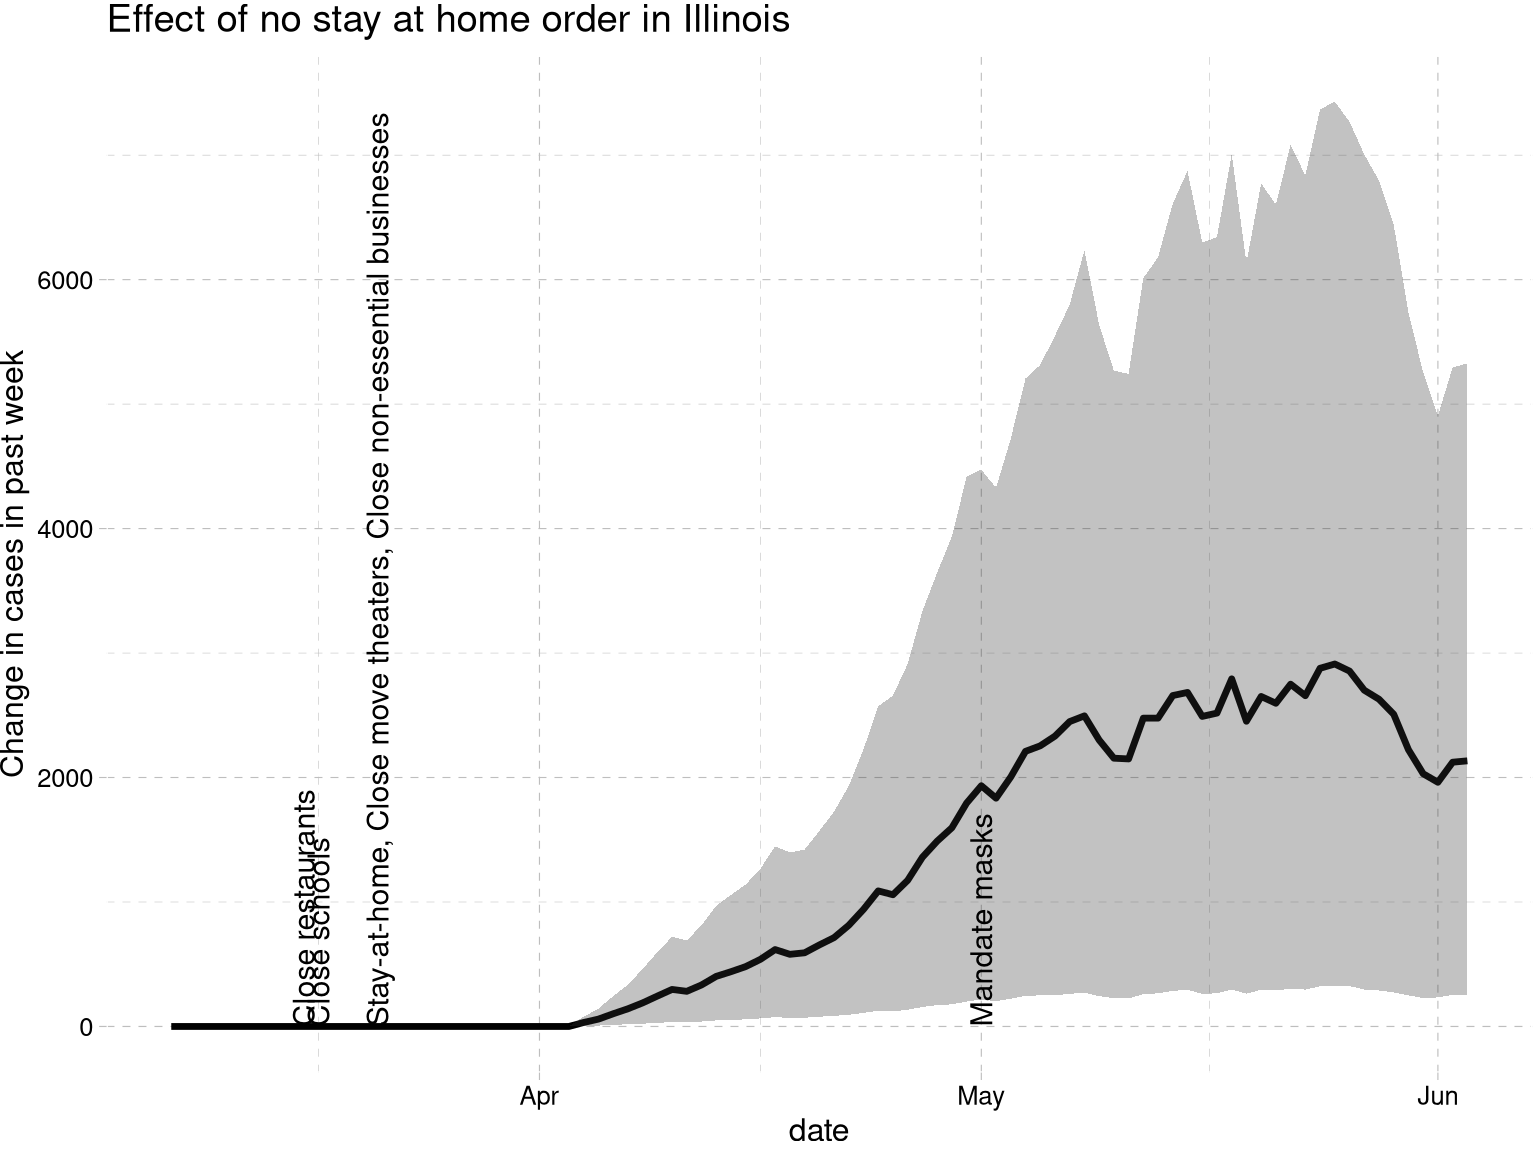 Effect of no stay at home order in Illinois
Change in cases in past week
6000
4000
2000
0
Close restaurants
Close schools
Stay-at-home, Close move theaters, Close non-essential businesses
Mandate masks
Apr
May
Jun
date